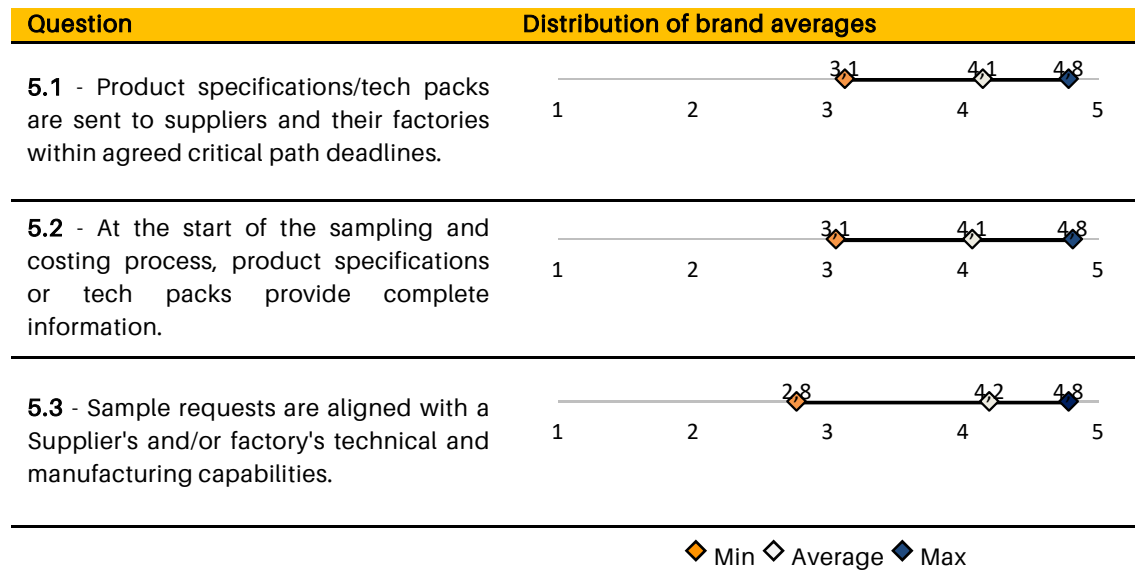 Question Distribution of brand averages
5.1 - Product specifications/tech packs
are sent to suppliers and their factories
within agreed critical path deadlines.
3,1 4,1 4,8
1 2 3 4 5
5.2 - At the start of the sampling and
costing process, product specifications
or tech packs provide complete
information.
3,1 4,1 4,8
1 2 3 4 5
5.3 - Sample requests are aligned with a
Supplier's and/or factory's technical and
manufacturing capabilities.
2,8 4,2 4,8
1 2 3 4 5
Min Average Max